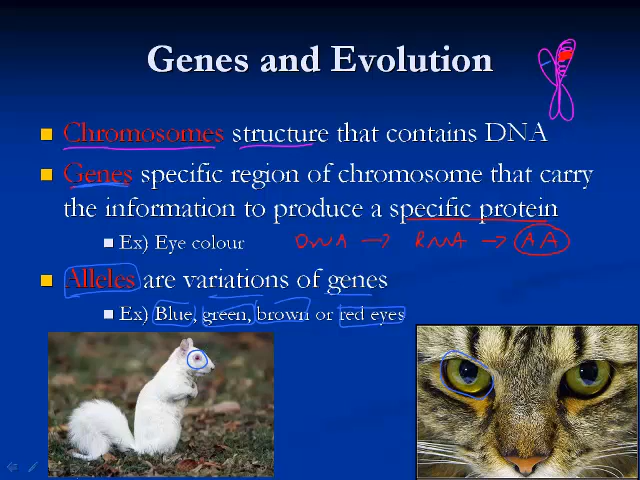 Genes and Evolution
Chromosomes structure that contains DNA
Genes specific region of chromosome that carry
the information to produce a specific protein
Ex) Eye colour
DNA → RNA → AA
Alleles are variations of genes
Ex) Blue, green, brown or red eyes